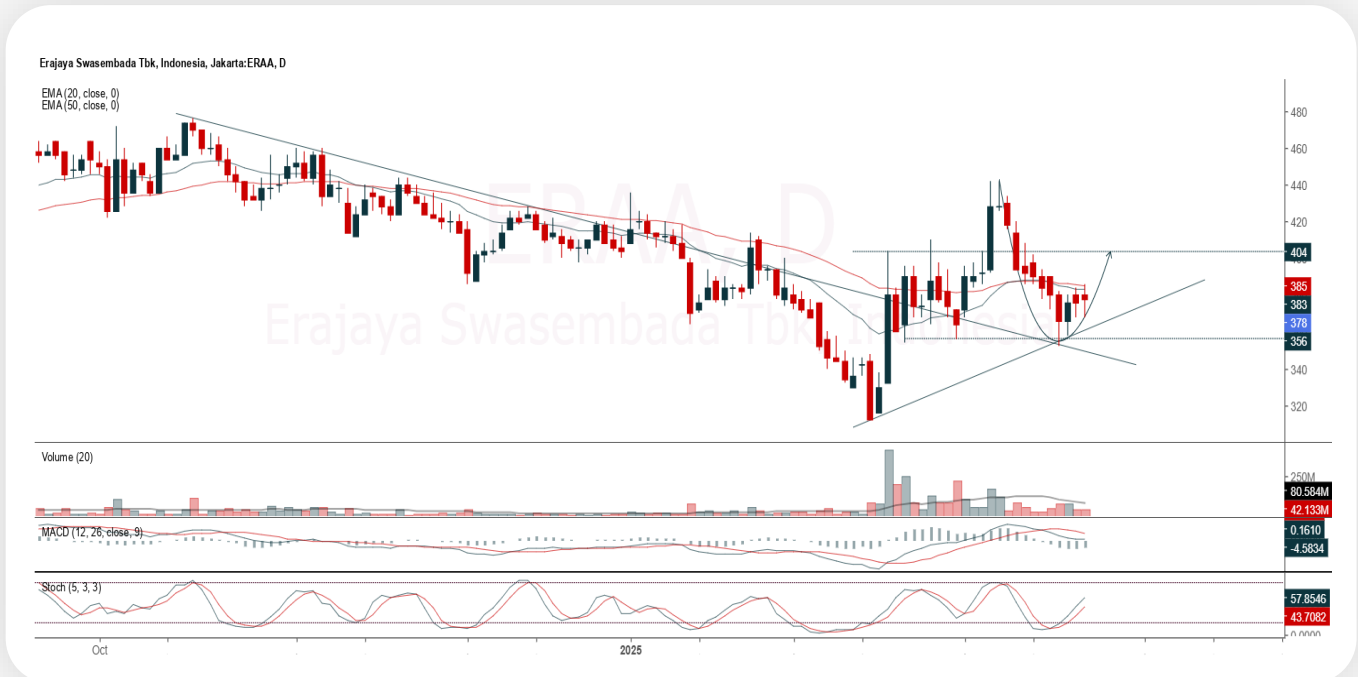 Erajaya Swasembada Tbk, Indonesia, Jakarta:ERAA, D
EMA (20, close, 0)
EMA (50, close, 0)
ERAA, D
Erajaya Swasembada Tbk, Indonesia
480
460
440
420
404
385
383
378
356
340
320
Volume (20)
250M
80.584M
42.133M
MACD (12, 26, close, 9)
0.1610
-4.5834
Stoch (5, 3, 3)
57.8546
43.7082
0.0000
Oct
2025